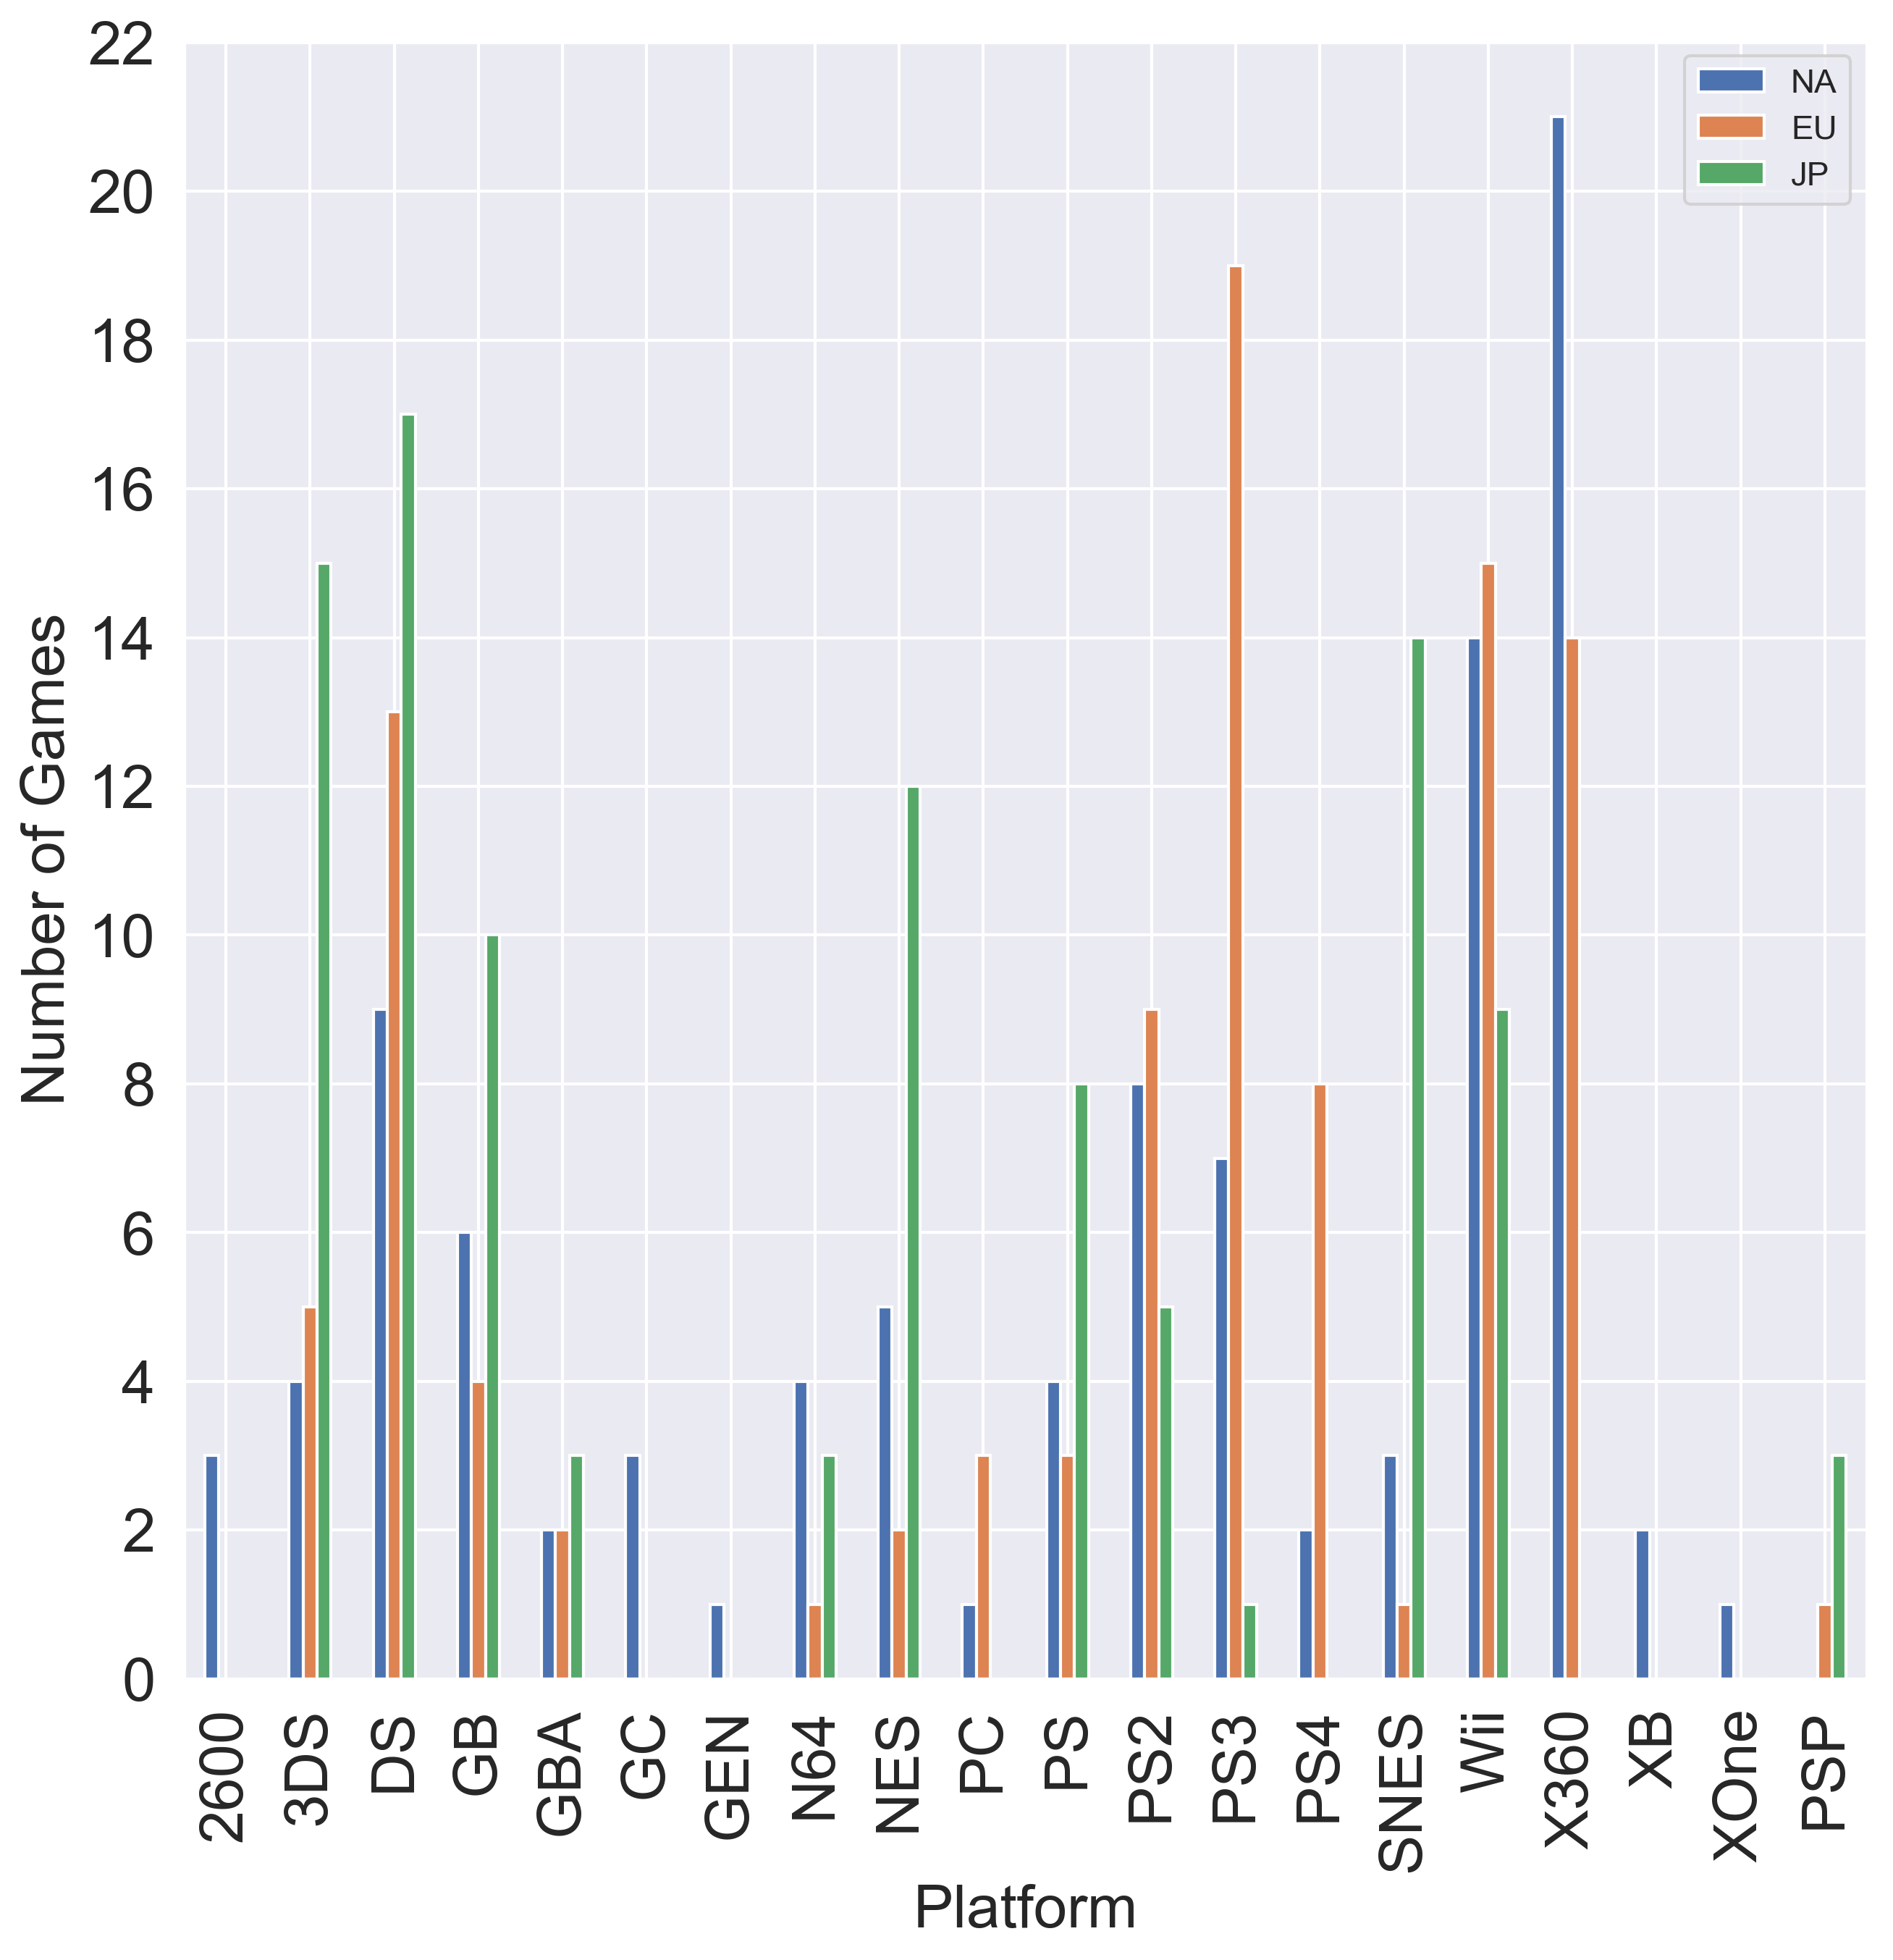 22
20
18
16
14
12
10
8
6
4
2
0
Number of Games
NA
EU
JP
2600
3DS
DS
GB
GBA
GC
GEN
N64
NES
PC
PS
PS2
PS3
PS4
SNES
Wii
X360
XB
XOne
PSP
Platform